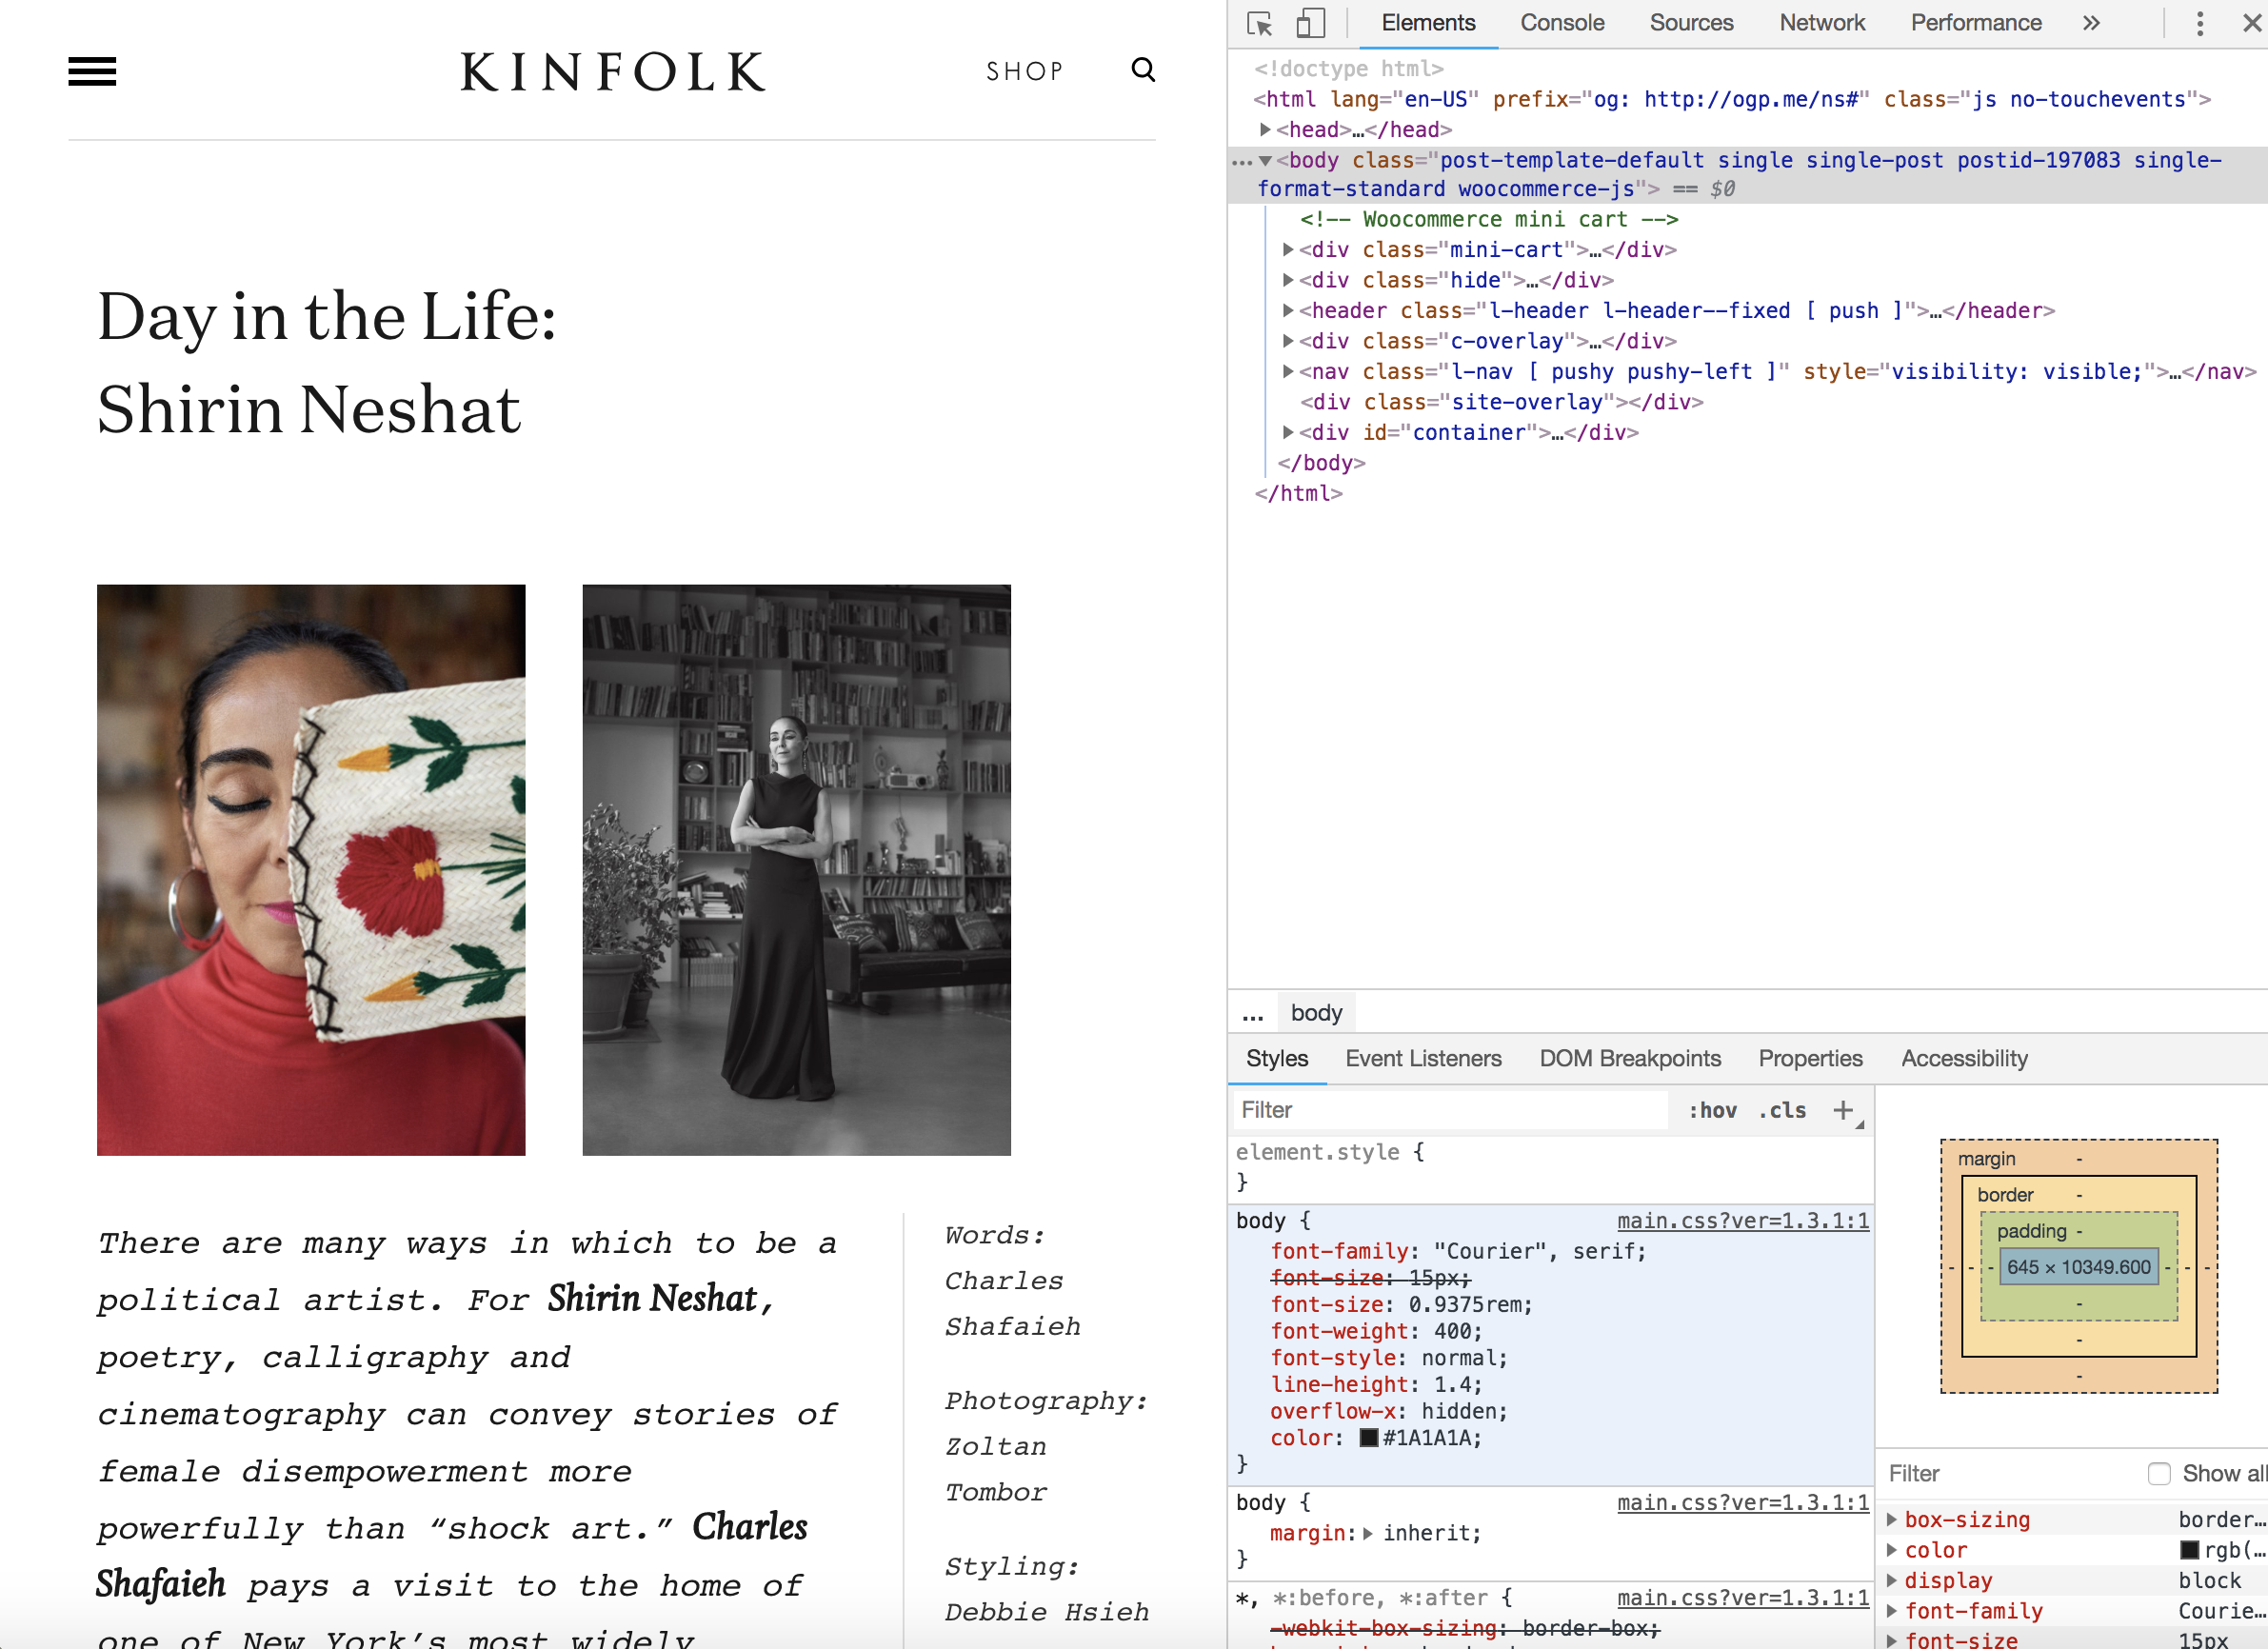 KINFOLK
SHOP
Day in the Life:
Shirin Neshat
There are many ways in which to be a
political artist. For Shirin Neshat,
poetry, calligraphy and
cinematography can convey stories of
female disempowerment more
powerfully than “shock art.” Charles
Shafaieh pays a visit to the home of
one of New York’s most widely
Words:
Charles
Shafaieh
Photography:
Zoltan
Tombor
Styling:
Debbie Hsieh
Elements Console Sources Network Performance »
<!doctype html>
<html lang="en-US" prefix="og: http://ogp.me/ns#" class="js no-touchevents">
<head>…</head>
… <body class="post-template-default single single-post postid-197083 single-
format-standard woocommerce-js"> == $0
<!-- Woocommerce mini cart -->
<div class="mini-cart">…</div>
<div class="hide">…</div>
<header class="l-header l-header--fixed [ push ]">…</header>
<div class="c-overlay">…</div>
<nav class="l-nav [ pushy pushy-left ]" style="visibility: visible;">…</nav>
<div class="site-overlay"></div>
<div id="container">…</div>
</body>
</html>
… body
Styles Event Listeners DOM Breakpoints Properties Accessibility
Filter :hov .cls +
element.style {
}
body { main.css?ver=1.3.1:1
font-family: "Courier", serif;
font-size: 15px;
font-size: 0.9375rem;
font-weight: 400;
font-style: normal;
line-height: 1.4;
overflow-x: hidden;
color: #1A1A1A;
}
body { main.css?ver=1.3.1:1
margin: inherit;
}
*, *:before, *:after { main.css?ver=1.3.1:1
-webkit-box-sizing: border-box;
margin -
border -
padding -
- - - 645 × 10349.600 - - -
-
-
-
Filter Show all
box-sizing border…
color rgb(…
display block
font-family Courie…
font-size 15px